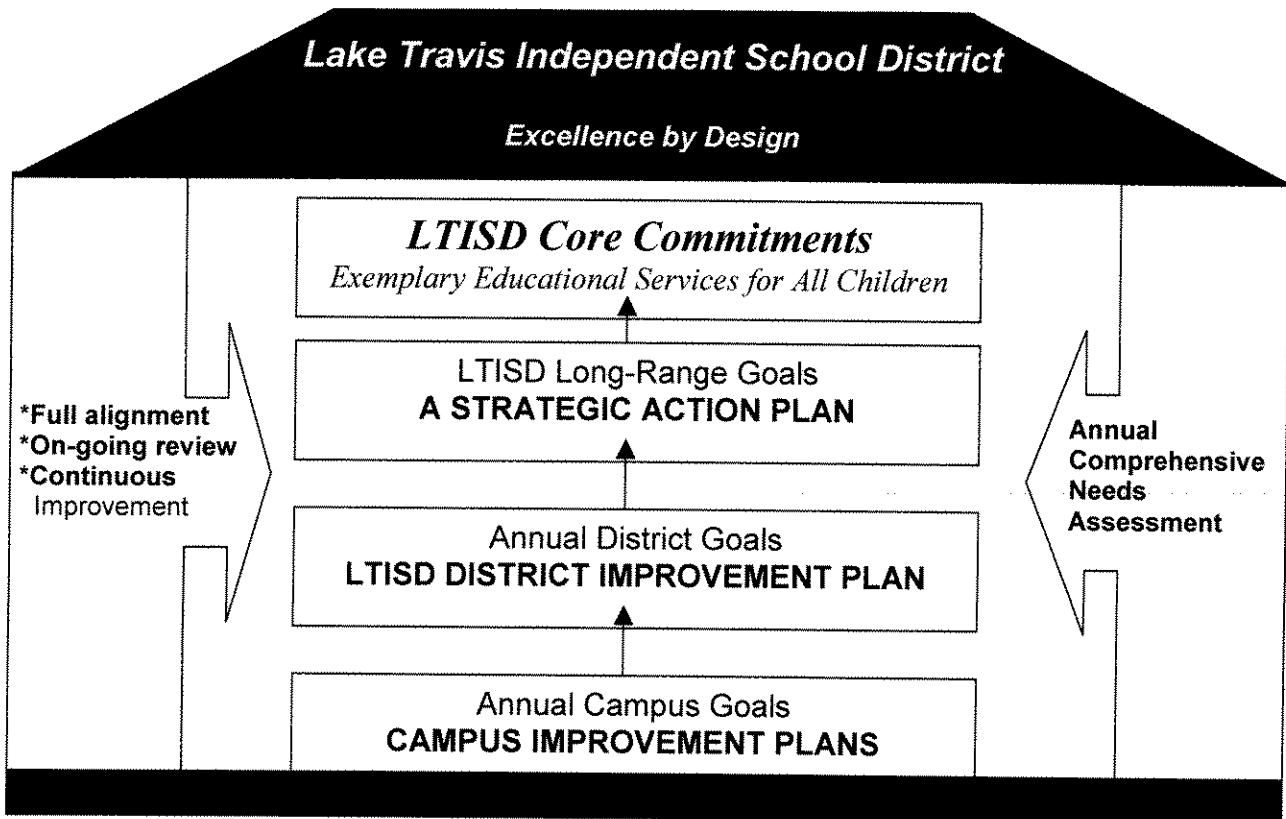 Lake Travis Independent School District
Excellence by Design
LTISD Core Commitments
Exemplary Educational Services for All Children
LTISD Long-Range Goals
A STRATEGIC ACTION PLAN
*Full alignment
*On-going review
*Continuous
Improvement
Annual
Comprehensive
Needs
Assessment
Annual District Goals
LTISD DISTRICT IMPROVEMENT PLAN
Annual Campus Goals
CAMPUS IMPROVEMENT PLANS